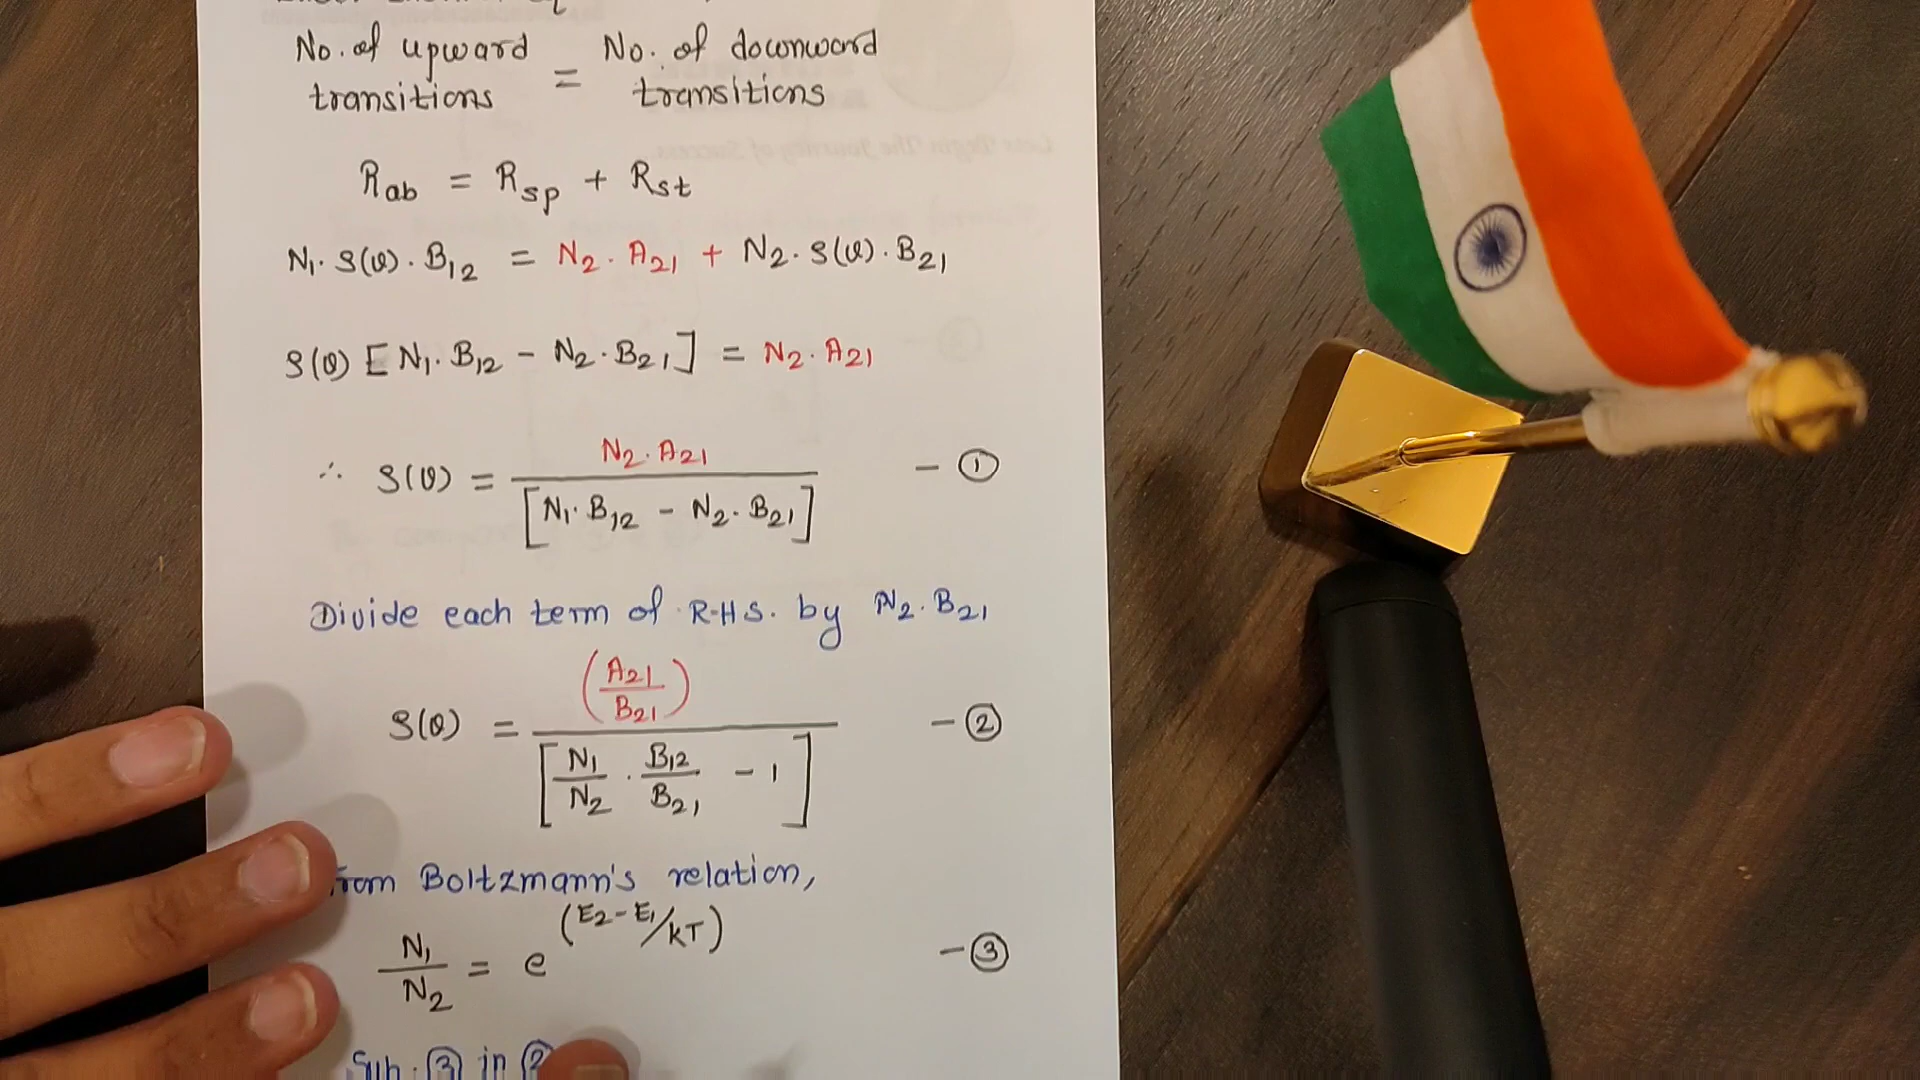 No. of upward transitions = No. of downward transitions
Rab = Rsp + Rst
N1 · ρ(ν) · B12 = N2 · A21 + N2 · ρ(ν) · B21
ρ(ν) [N1 · B12 - N2 · B21] = N2 · A21
∴ ρ(ν) = N2 · A21 / [N1 · B12 - N2 · B21] - ①
Divide each term of R.H.S. by N2 · B21
ρ(ν) = (A21/B21) / [N1/N2 · B12/B21 - 1] - ②
From Boltzmann's relation,
N1/N2 = e^(E2-E1/kT) - ③
Sub. ③ in ②